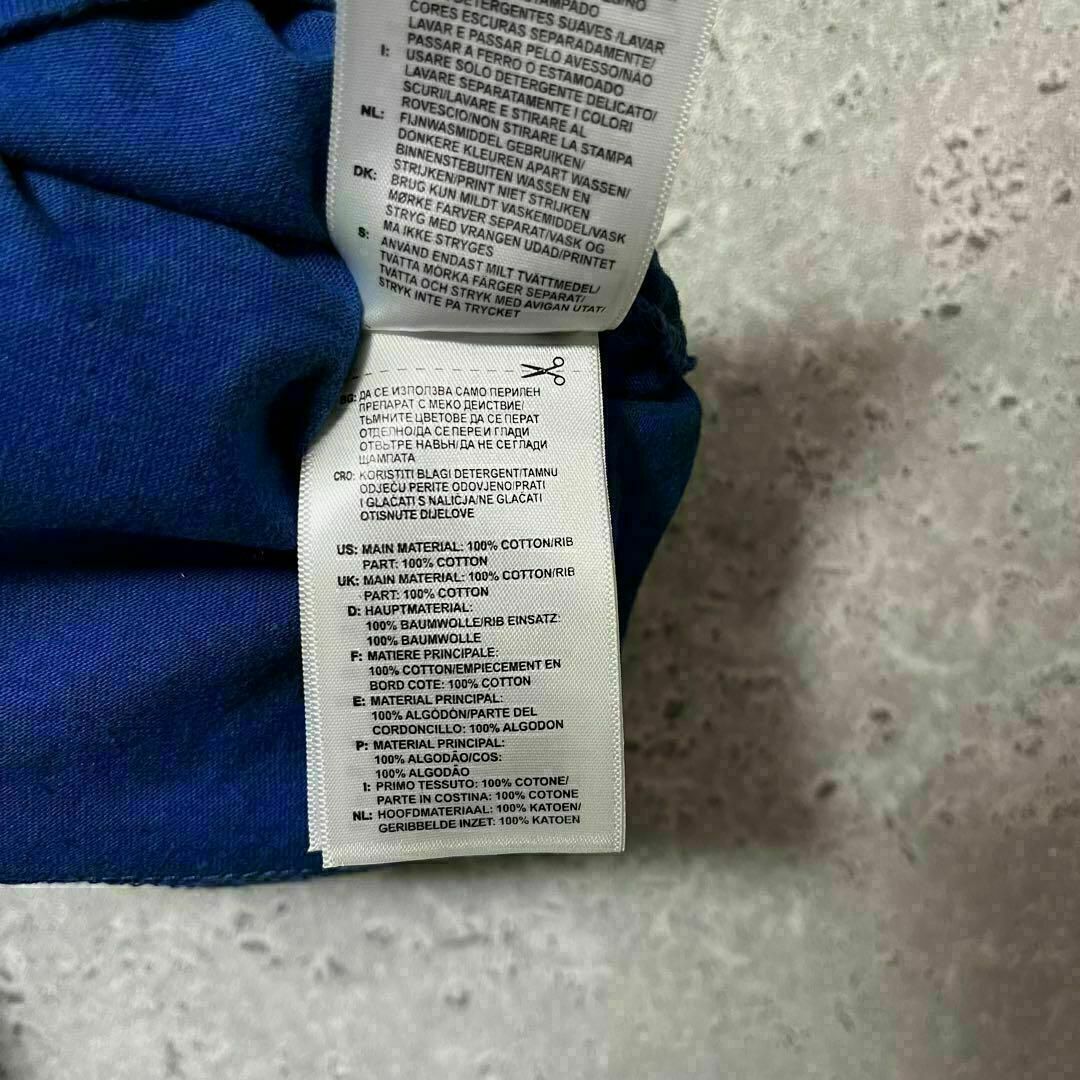 STAMPADO
DETERGENTES SUAVES /LAVAR
CORES ESCURAS SEPARADAMENTE/
LAVAR E PASSAR PELO AVESSO/NÃO
PASSAR A FERRO O ESTAMOADO
I: USARE SOLO DETERGENTE DELICATO/
LAVARE SEPARATAMENTE I COLORI
SCURI/LAVARE E STIRARE AL
ROVESCIO/NON STIRARE LA STAMPA
NL: FIJNWASMIDDEL GEBRUIKEN/
DONKERE KLEUREN APART WASSEN/
BINNENSTEBUITEN WASSEN EN
STRIJKEN/PRINT NIET STRIJKEN
DK: BRUG KUN MILDT VASKEMIDDEL/VASK
MØRKE FARVER SEPARAT/VASK OG
STRYG MED VRANGEN UDAD/PRINTET
MA IKKE STRYGES
S: ANVÄND ENDAST MILT TVÄTTMEDEL/
TVÄTTA MÖRKA FÄRGER SEPARAT/
TVÄTTA OCH STRYK MED AVIGAN UTAT/
STRYK INTE PA TRYCKET
BG: ДА СЕ ИЗПОЛЗВА САМО ПЕРИЛЕН
ПРЕПАРАТ С МЕКО ДЕЙСТВИЕ/
ТЪМНИТЕ ЦВЕТОВЕ ДА СЕ ПЕРАТ
ОТДЕЛНО/ДА СЕ ПЕРЕ И ГЛАДИ
ОТВЪТРЕ НАВЪН/ДА НЕ СЕ ГЛАДИ
ЩАМПАТА
CRO: KORISTITI BLAGI DETERGENT/TAMNU
ODJEĆU PERITE ODOVJENO/PRATI
I GLAČATI S NALIČJA/NE GLAČATI
OTISNUTE DIJELOVE
US: MAIN MATERIAL: 100% COTTON/RIB
PART: 100% COTTON
UK: MAIN MATERIAL: 100% COTTON/RIB
PART: 100% COTTON
D: HAUPTMATERIAL:
100% BAUMWOLLE/RIB EINSATZ:
100% BAUMWOLLE
F: MATIERE PRINCIPALE:
100% COTTON/EMPIECEMENT EN
BORD COTE: 100% COTTON
E: MATERIAL PRINCIPAL:
100% ALGODÓN/PARTE DEL
CORDONCILLO: 100% ALGODON
P: MATERIAL PRINCIPAL:
100% ALGODÃO/COS:
100% ALGODÃO
I: PRIMO TESSUTO: 100% COTONE/
PARTE IN COSTINA: 100% COTONE
NL: HOOFDMATERIAAL: 100% KATOEN/
GERIBBELDE INZET: 100% KATOEN